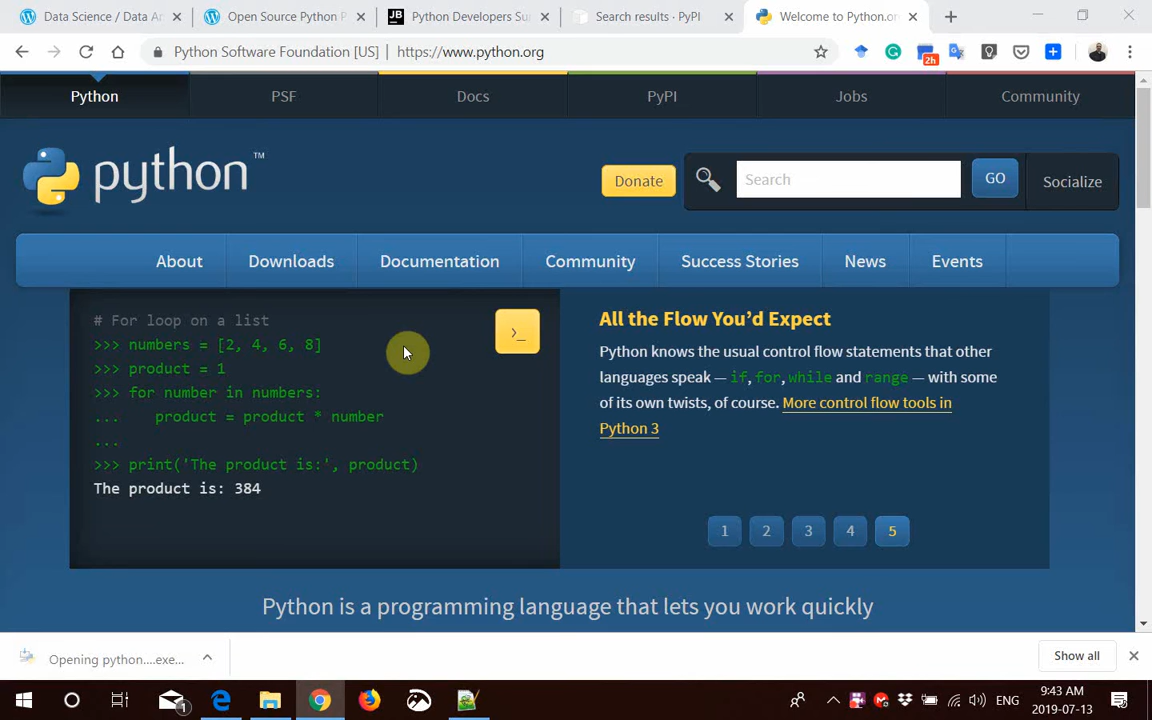 Data Science / Data An
Open Source Python P
JB
Python Developers Su
Search results · PyPI
Welcome to Python.or
Python Software Foundation [US] | https://www.python.org
2h
Python
PSF
Docs
PyPI
Jobs
Community
python™
Donate
Search
GO
Socialize
About
Downloads
Documentation
Community
Success Stories
News
Events
# For loop on a list
>>> numbers = [2, 4, 6, 8]
>>> product = 1
>>> for number in numbers:
...    product = product * number
...
>>> print('The product is:', product)
The product is: 384
>_
All the Flow You’d Expect
Python knows the usual control flow statements that other
languages speak — if, for, while and range — with some
of its own twists, of course. More control flow tools in
Python 3
1
2
3
4
5
Python is a programming language that lets you work quickly
Opening python....exe...
Show all
1
ENG
9:43 AM
2019-07-13